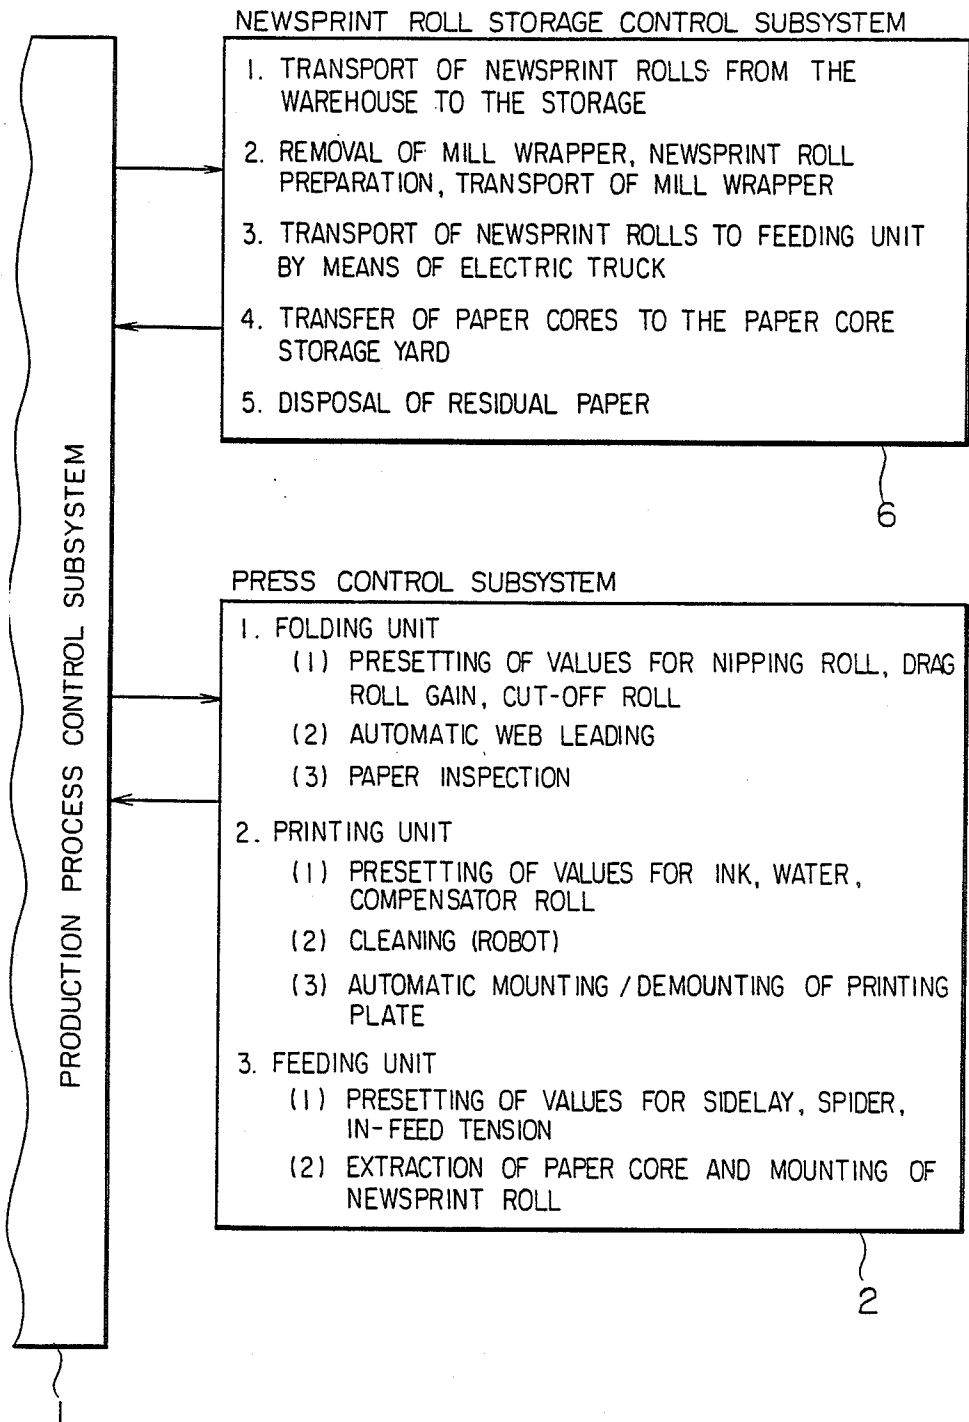 NEWSPRINT ROLL STORAGE CONTROL SUBSYSTEM
1. TRANSPORT OF NEWSPRINT ROLLS FROM THE
WAREHOUSE TO THE STORAGE
2. REMOVAL OF MILL WRAPPER, NEWSPRINT ROLL
PREPARATION, TRANSPORT OF MILL WRAPPER
3. TRANSPORT OF NEWSPRINT ROLLS TO FEEDING UNIT
BY MEANS OF ELECTRIC TRUCK
4. TRANSFER OF PAPER CORES TO THE PAPER CORE
STORAGE YARD
5. DISPOSAL OF RESIDUAL PAPER
6
PRODUCTION PROCESS CONTROL SUBSYSTEM
PRESS CONTROL SUBSYSTEM
1. FOLDING UNIT
(1) PRESETTING OF VALUES FOR NIPPING ROLL, DRAG
ROLL GAIN, CUT-OFF ROLL
(2) AUTOMATIC WEB LEADING
(3) PAPER INSPECTION
2. PRINTING UNIT
(1) PRESETTING OF VALUES FOR INK, WATER,
COMPENSATOR ROLL
(2) CLEANING (ROBOT)
(3) AUTOMATIC MOUNTING / DEMOUNTING OF PRINTING
PLATE
3. FEEDING UNIT
(1) PRESETTING OF VALUES FOR SIDELAY, SPIDER,
IN-FEED TENSION
(2) EXTRACTION OF PAPER CORE AND MOUNTING OF
NEWSPRINT ROLL
2
1